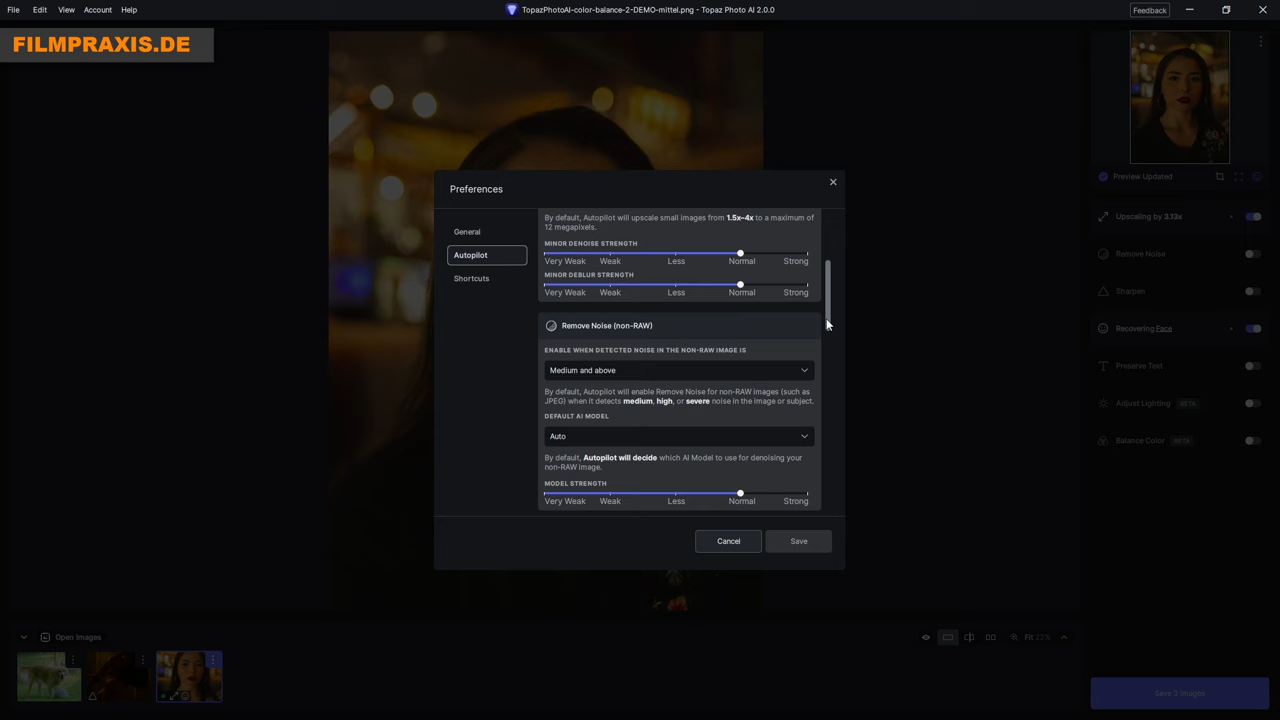 File Edit View Account Help
TopazPhotoAI-color-balance-2-DEMO-mittel.png - Topaz Photo AI 2.0.0
Feedback
FILMPRAXIS.DE
Preview Updated
Preferences
General
Autopilot
Shortcuts
By default, Autopilot will upscale small images from 1.5x–4x to a maximum of
12 megapixels.
MINOR DENOISE STRENGTH
Very Weak Weak Less Normal Strong
MINOR DEBLUR STRENGTH
Very Weak Weak Less Normal Strong
Remove Noise (non-RAW)
ENABLE WHEN DETECTED NOISE IN THE NON-RAW IMAGE IS
Medium and above
By default, Autopilot will enable Remove Noise for non-RAW images (such as
JPEG) when it detects medium, high, or severe noise in the image or subject.
DEFAULT AI MODEL
Auto
By default, Autopilot will decide which AI Model to use for denoising your
non-RAW image.
MODEL STRENGTH
Very Weak Weak Less Normal Strong
Cancel Save
Upscaling by 3.13x
Remove Noise
Sharpen
Recovering Face
Preserve Text
Adjust Lighting BETA
Balance Color BETA
Open Images
Fit 22%
Save 2 Images